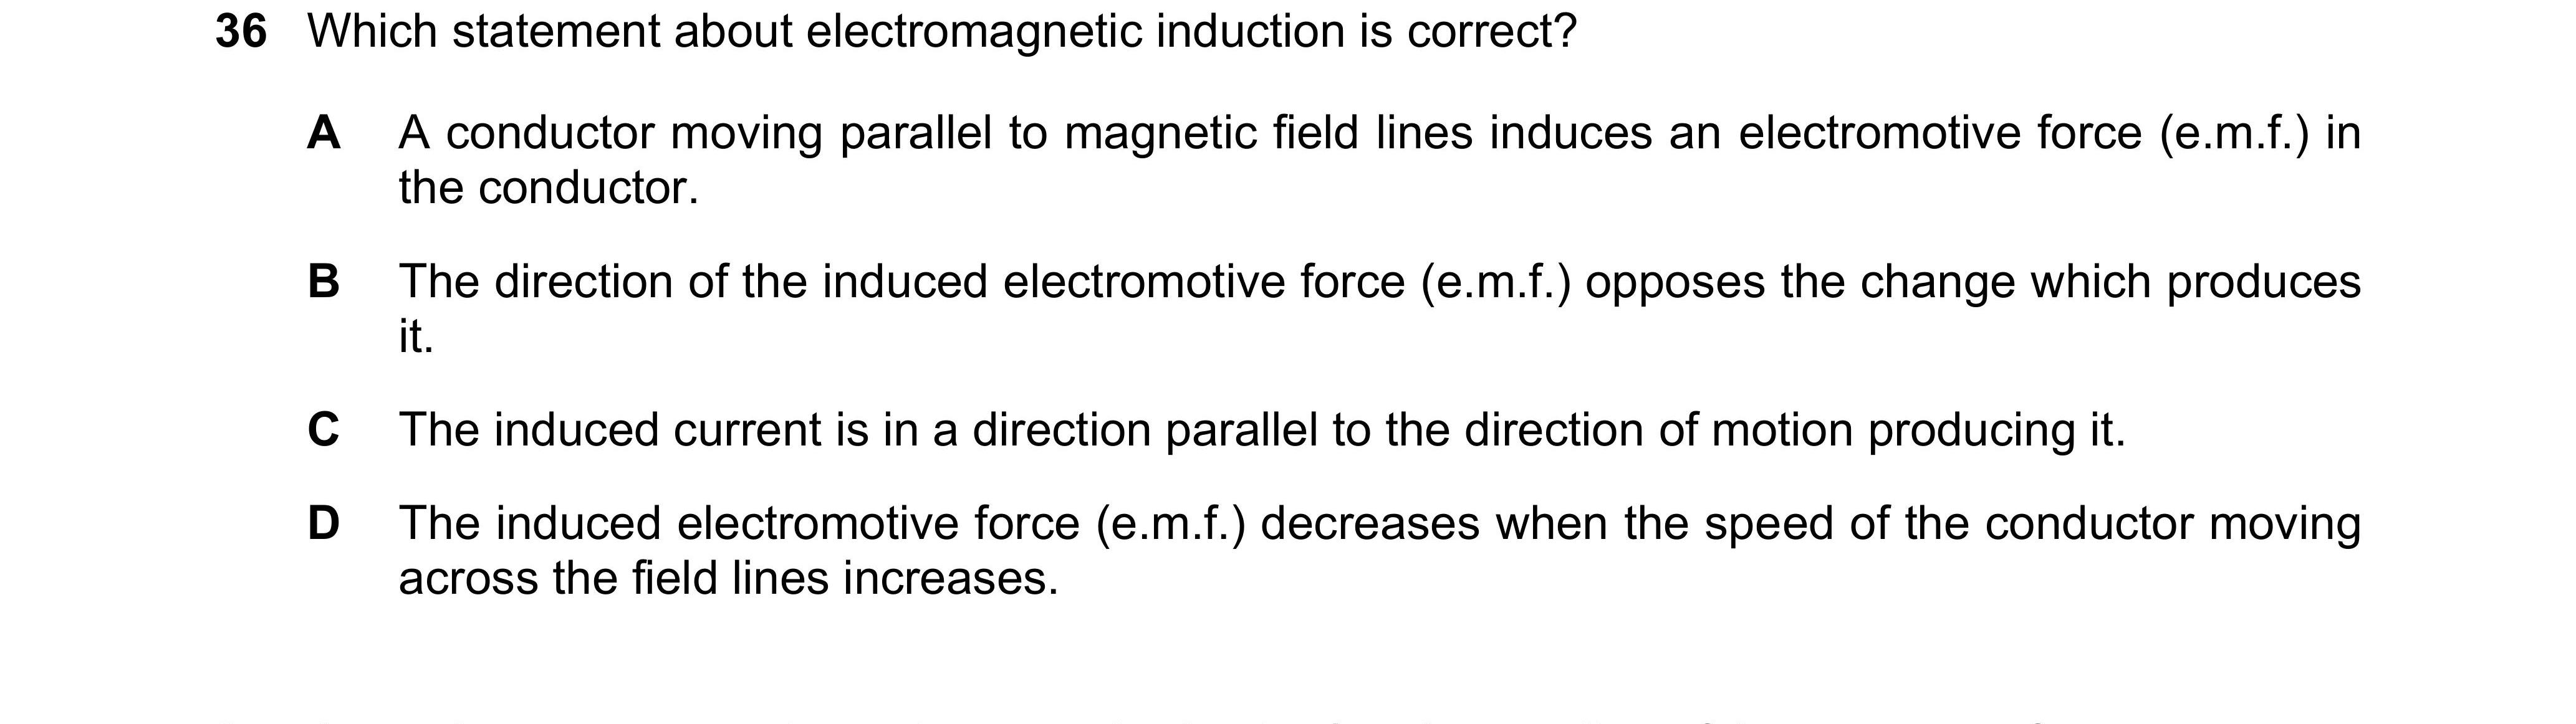 36 Which statement about electromagnetic induction is correct?
A A conductor moving parallel to magnetic field lines induces an electromotive force (e.m.f.) in
the conductor.
B The direction of the induced electromotive force (e.m.f.) opposes the change which produces
it.
C The induced current is in a direction parallel to the direction of motion producing it.
D The induced electromotive force (e.m.f.) decreases when the speed of the conductor moving
across the field lines increases.